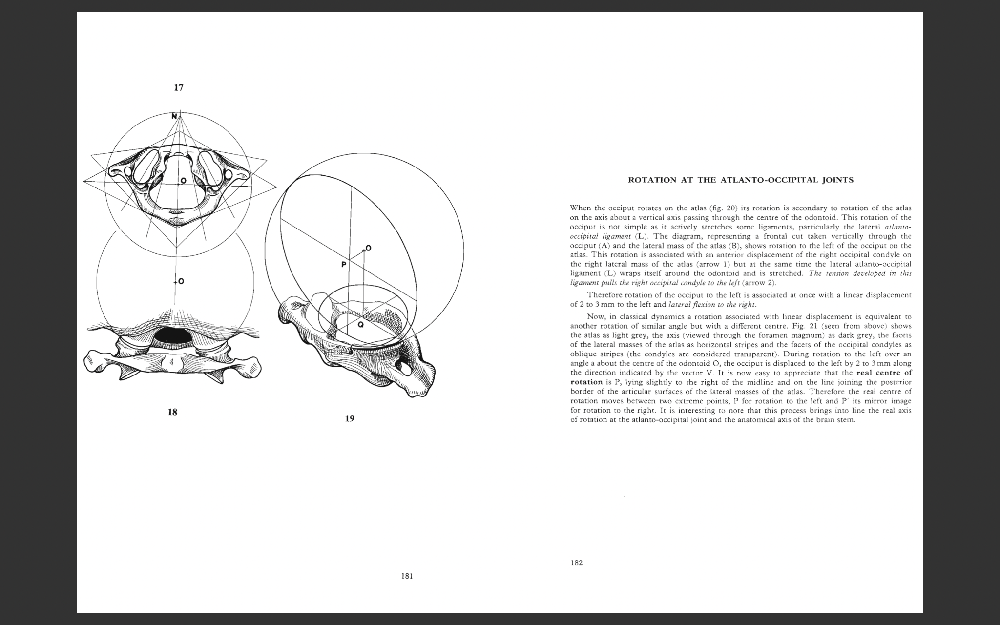 17
N
O
O
18
O
P
Q
19
181
ROTATION AT THE ATLANTO-OCCIPITAL JOINTS
When the occiput rotates on the atlas (fig. 20) its rotation is secondary to rotation of the atlas
on the axis about a vertical axis passing through the centre of the odontoid. This rotation of the
occiput is not simple as it actively stretches some ligaments, particularly the lateral atlanto-
occipital ligament (L). The diagram, representing a frontal cut taken vertically through the
occiput (A) and the lateral mass of the atlas (B), shows rotation to the left of the occiput on the
atlas. This rotation is associated with an anterior displacement of the right occipital condyle on
the right lateral mass of the atlas (arrow 1) but at the same time the lateral atlanto-occipital
ligament (L) wraps itself around the odontoid and is stretched. The tension developed in this
ligament pulls the right occipital condyle to the left (arrow 2).
Therefore rotation of the occiput to the left is associated at once with a linear displacement
of 2 to 3 mm to the left and lateral flexion to the right.
Now, in classical dynamics a rotation associated with linear displacement is equivalent to
another rotation of similar angle but with a different centre. Fig. 21 (seen from above) shows
the atlas as light grey, the axis (viewed through the foramen magnum) as dark grey, the facets
of the lateral masses of the atlas as horizontal stripes and the facets of the occipital condyles as
oblique stripes (the condyles are considered transparent). During rotation to the left over an
angle a about the centre of the odontoid O, the occiput is displaced to the left by 2 to 3 mm along
the direction indicated by the vector V. It is now easy to appreciate that the real centre of
rotation is P, lying slightly to the right of the midline and on the line joining the posterior
border of the articular surfaces of the lateral masses of the atlas. Therefore the real centre of
rotation moves between two extreme points, P for rotation to the left and P′ its mirror image
for rotation to the right. It is interesting to note that this process brings into line the real axis
of rotation at the atlanto-occipital joint and the anatomical axis of the brain stem.
182